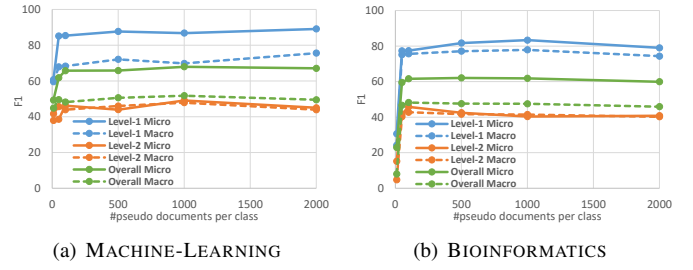 100
80
60
40
20
0
F1
Level-1 Micro
Level-1 Macro
Level-2 Micro
Level-2 Macro
Overall Micro
Overall Macro
0 500 1000 1500 2000
#pseudo documents per class
(a) MACHINE-LEARNING
100
80
60
40
20
0
F1
Level-1 Micro
Level-1 Macro
Level-2 Micro
Level-2 Macro
Overall Micro
Overall Macro
0 500 1000 1500 2000
#pseudo documents per class
(b) BIOINFORMATICS